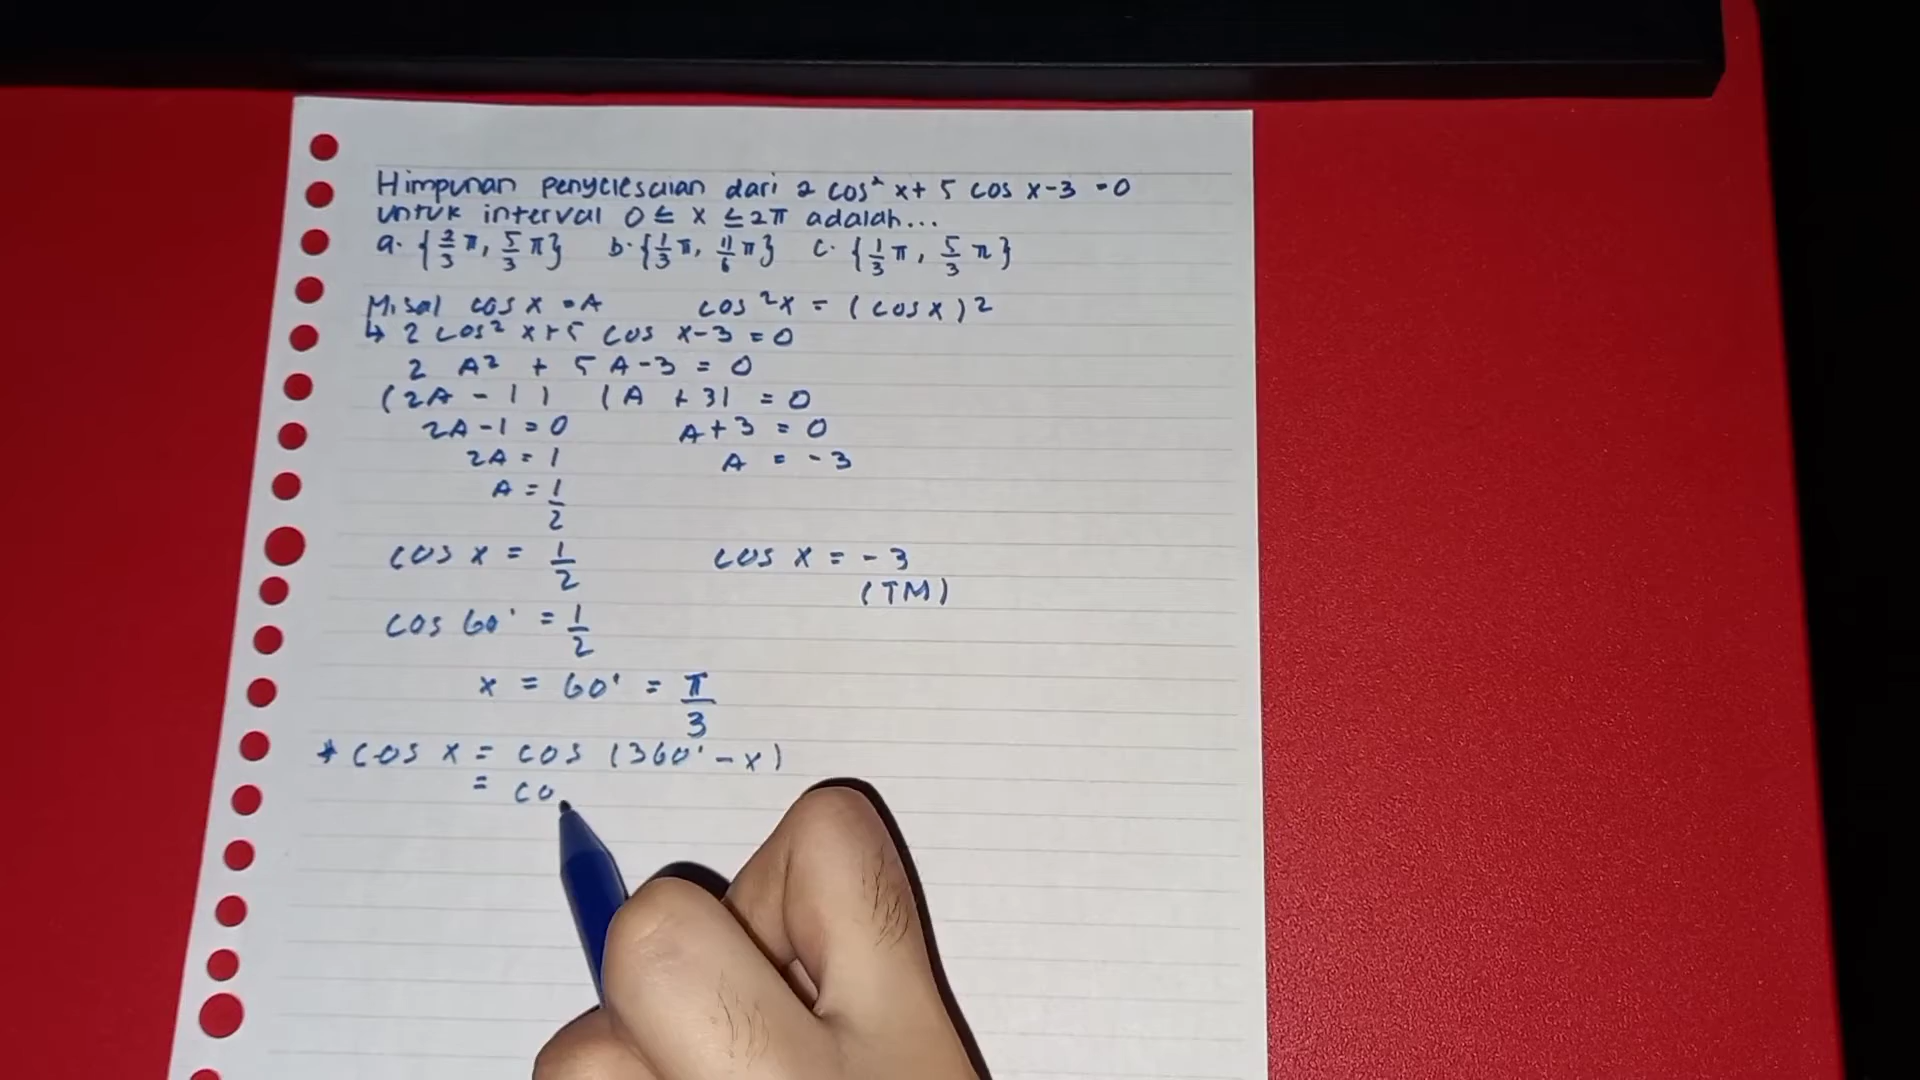 Himpunan penyelesaian dari 2 cos² x + 5 cos x - 3 = 0
untuk interval 0 ≤ x ≤ 2π adalah...
a. {2/3 π, 5/3 π} b. {1/3 π, 11/6 π} c. {1/3 π, 5/3 π}
Misal cos x = A cos ²x = (cos x)²
↳ 2 cos² x + 5 cos x - 3 = 0
2 A² + 5 A - 3 = 0
(2A - 1) (A + 3) = 0
2A - 1 = 0 A + 3 = 0
2A = 1 A = -3
A = 1/2
cos x = 1/2 cos x = -3
(TM)
cos 60° = 1/2
x = 60° = π/3
* cos x = cos (360° - x)
= co